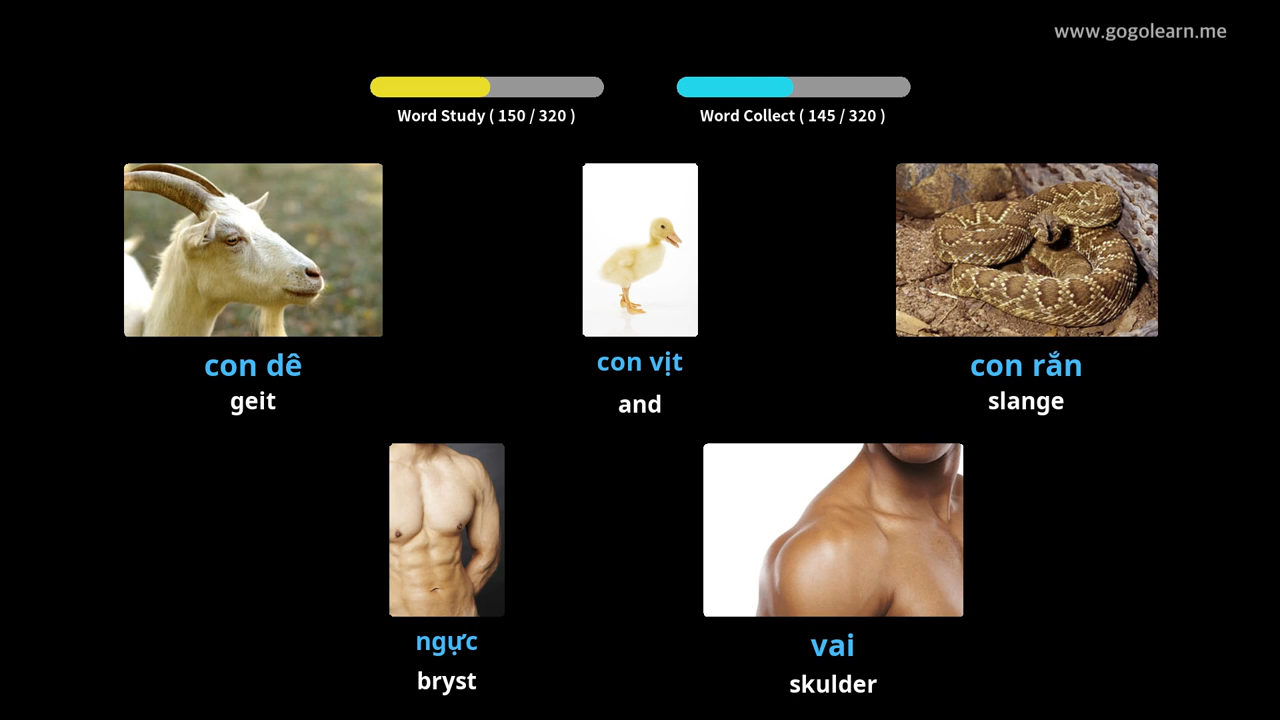 www.gogolearn.me
Word Study ( 150 / 320 )
Word Collect ( 145 / 320 )
con dê
geit
con vịt
and
con rắn
slange
ngực
bryst
vai
skulder